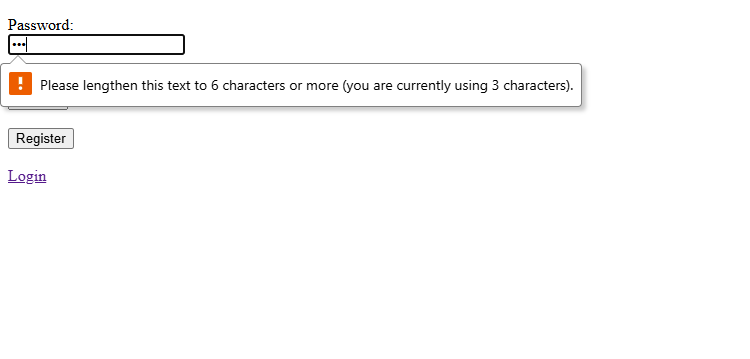 Password:
•••
Please lengthen this text to 6 characters or more (you are currently using 3 characters).
Register
Login